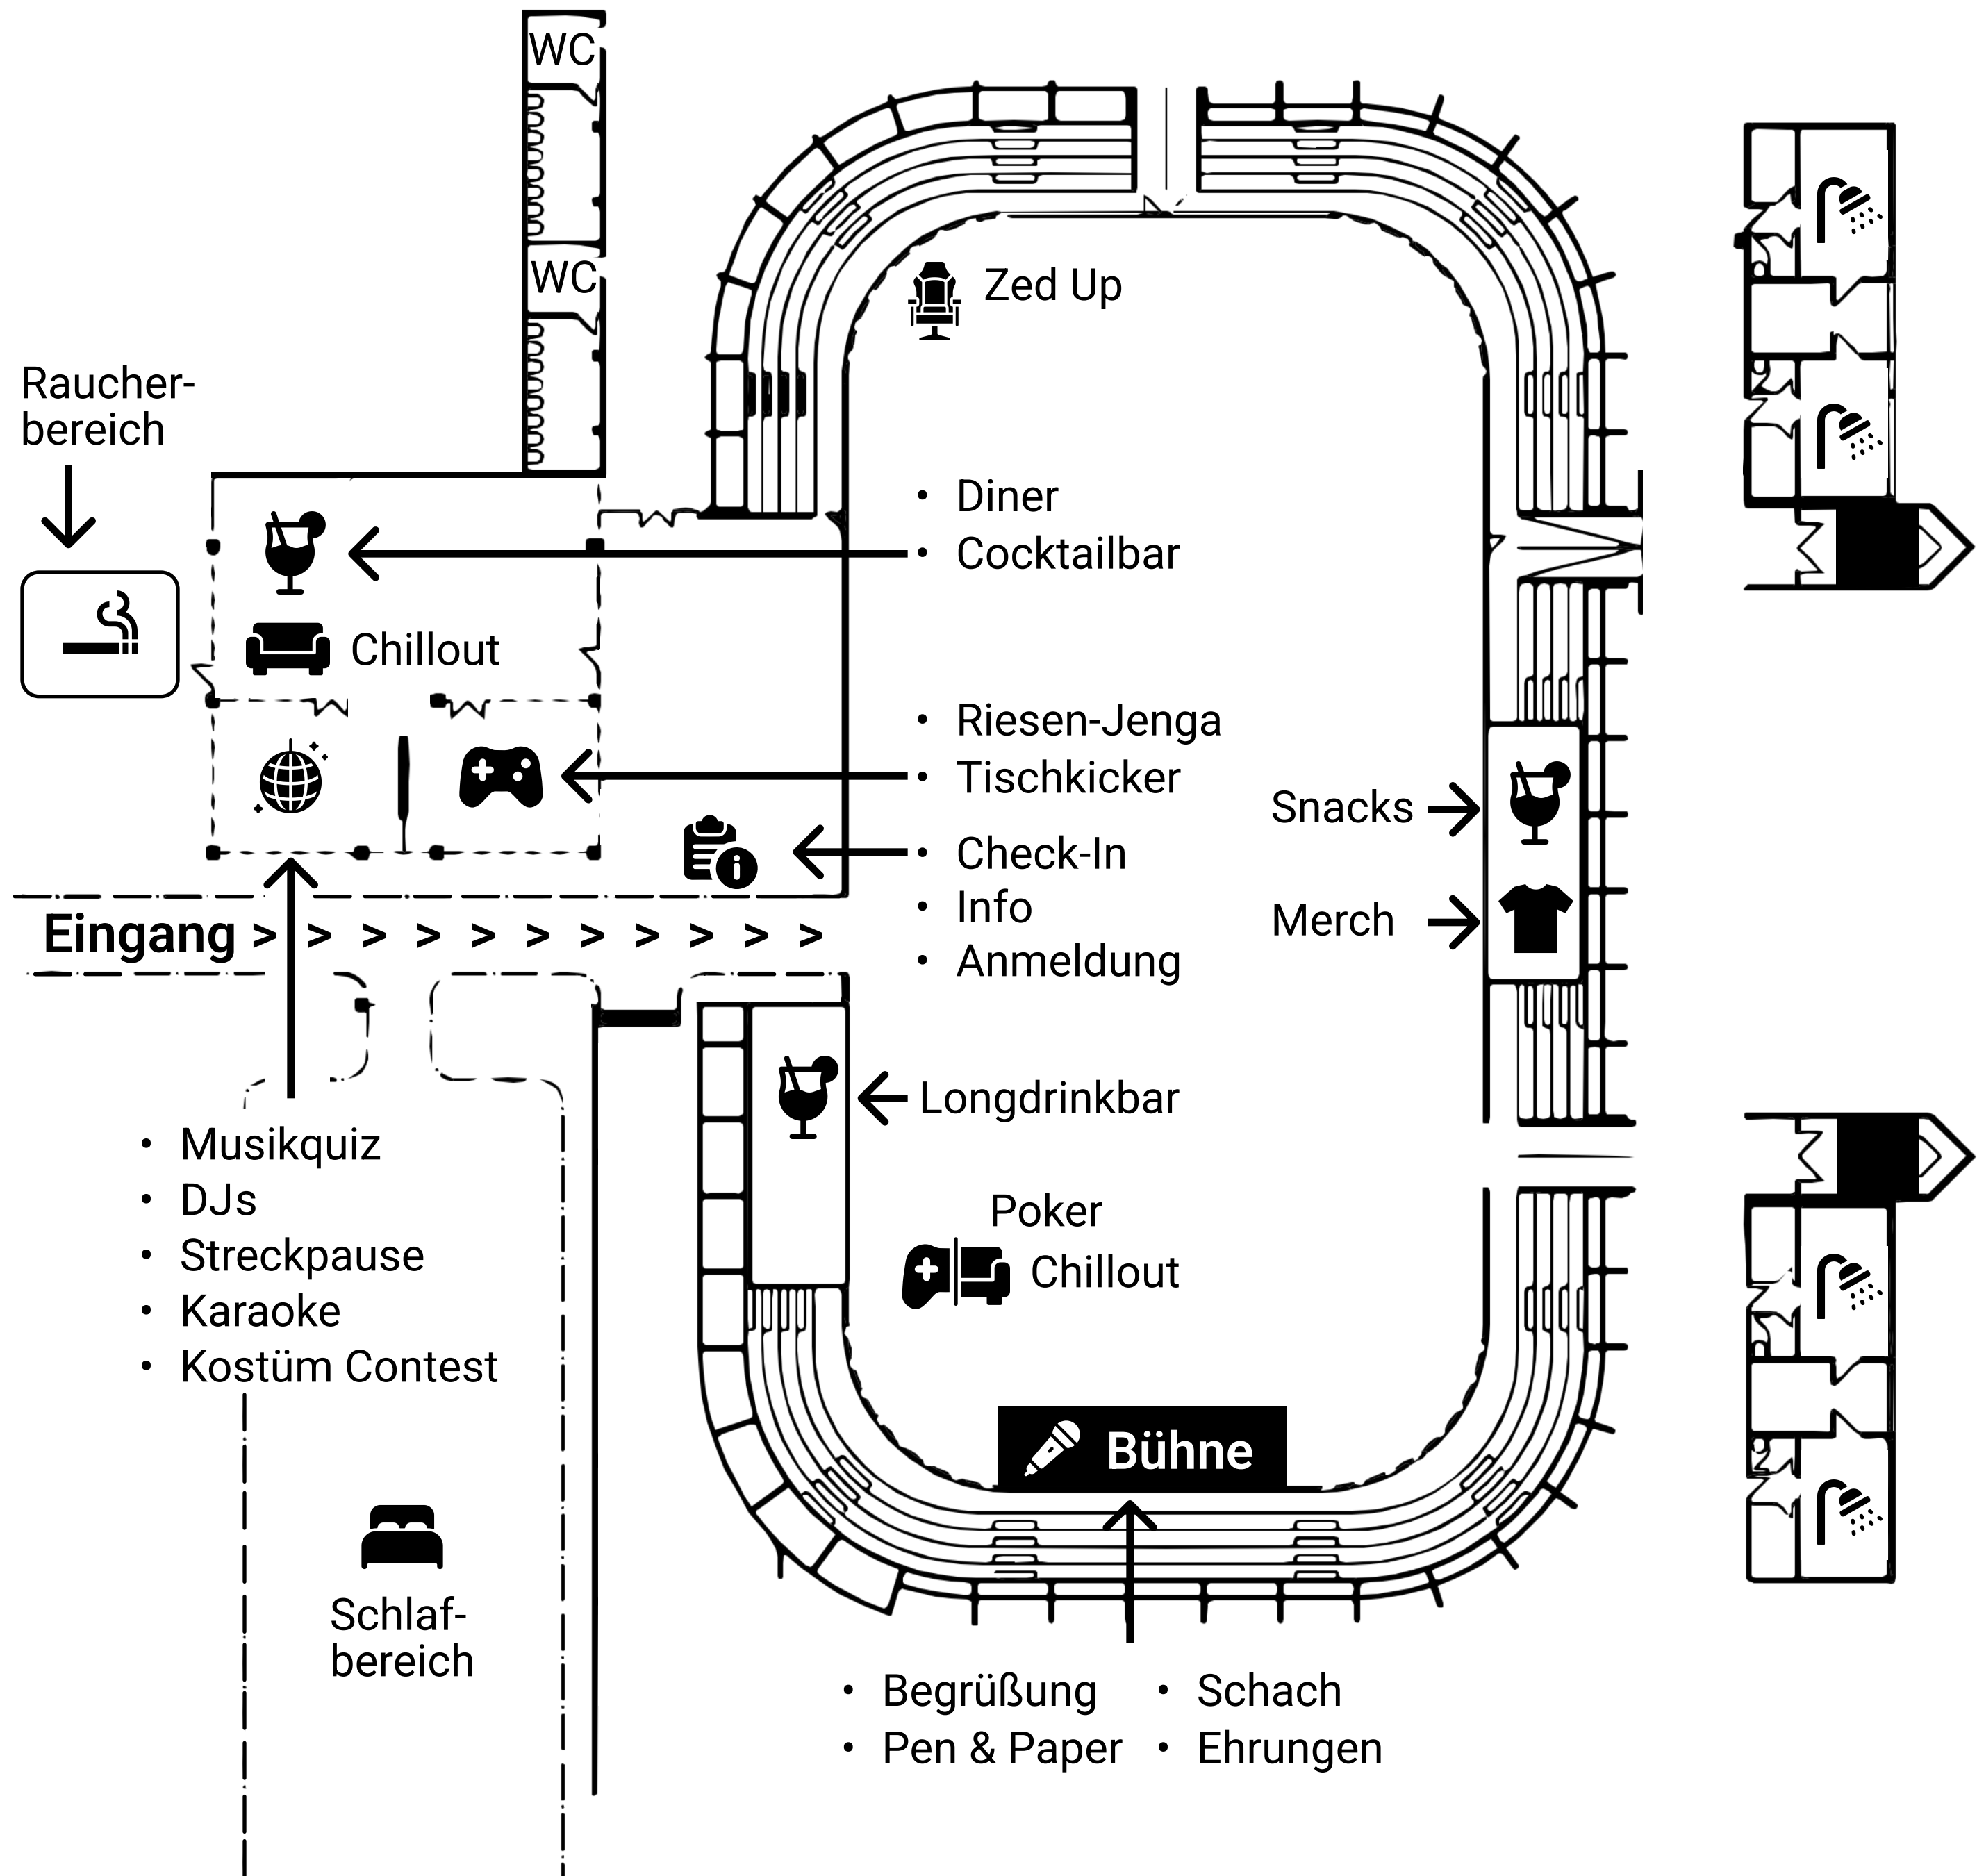 WC
WC
Zed Up
Raucher-
bereich
• Diner
• Cocktailbar
Chillout
• Riesen-Jenga
• Tischkicker
Snacks
• Check-In
• Info
• Anmeldung
Merch
Eingang > > > > > > > > > > >
Longdrinkbar
• Musikquiz
• DJs
• Streckpause
• Karaoke
• Kostüm Contest
Poker
Chillout
Bühne
Schlaf-
bereich
• Begrüßung
• Pen & Paper
• Schach
• Ehrungen